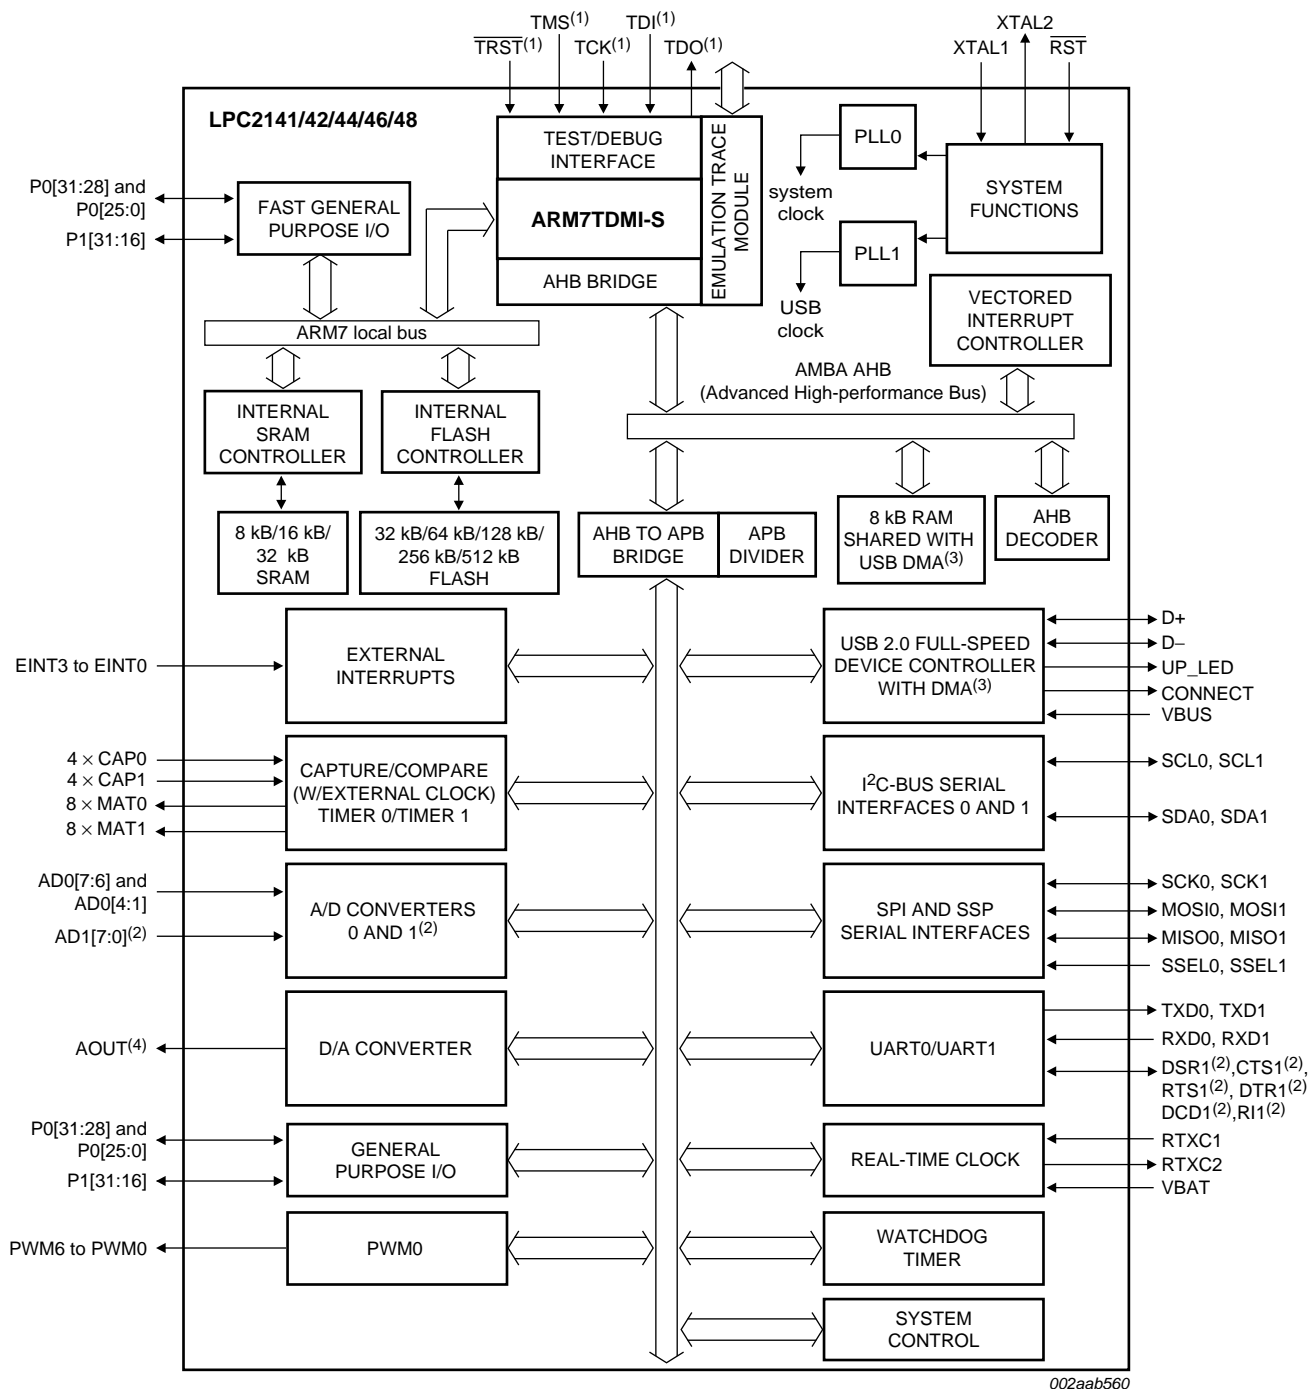 TMS(1)
TDI(1)
XTAL2
TRST(1)
TCK(1)
TDO(1)
XTAL1
RST
LPC2141/42/44/46/48
TEST/DEBUG
INTERFACE
ARM7TDMI-S
AHB BRIDGE
EMULATION TRACE
MODULE
PLL0
system
clock
PLL1
USB
clock
SYSTEM
FUNCTIONS
P0[31:28] and
P0[25:0]
P1[31:16]
FAST GENERAL
PURPOSE I/O
VECTORED
INTERRUPT
CONTROLLER
ARM7 local bus
AMBA AHB
(Advanced High-performance Bus)
INTERNAL
SRAM
CONTROLLER
INTERNAL
FLASH
CONTROLLER
8 kB/16 kB/
32 kB
SRAM
32 kB/64 kB/128 kB/
256 kB/512 kB
FLASH
AHB TO APB
BRIDGE
APB
DIVIDER
8 kB RAM
SHARED WITH
USB DMA(3)
AHB
DECODER
EINT3 to EINT0
EXTERNAL
INTERRUPTS
USB 2.0 FULL-SPEED
DEVICE CONTROLLER
WITH DMA(3)
D+
D−
UP_LED
CONNECT
VBUS
4 × CAP0
4 × CAP1
8 × MAT0
8 × MAT1
CAPTURE/COMPARE
(W/EXTERNAL CLOCK)
TIMER 0/TIMER 1
I2C-BUS SERIAL
INTERFACES 0 AND 1
SCL0, SCL1
SDA0, SDA1
AD0[7:6] and
AD0[4:1]
AD1[7:0](2)
A/D CONVERTERS
0 AND 1(2)
SPI AND SSP
SERIAL INTERFACES
SCK0, SCK1
MOSI0, MOSI1
MISO0, MISO1
SSEL0, SSEL1
AOUT(4)
D/A CONVERTER
UART0/UART1
TXD0, TXD1
RXD0, RXD1
DSR1(2),CTS1(2),
RTS1(2), DTR1(2)
DCD1(2),RI1(2)
P0[31:28] and
P0[25:0]
P1[31:16]
GENERAL
PURPOSE I/O
REAL-TIME CLOCK
RTXC1
RTXC2
VBAT
PWM6 to PWM0
PWM0
WATCHDOG
TIMER
SYSTEM
CONTROL
002aab560